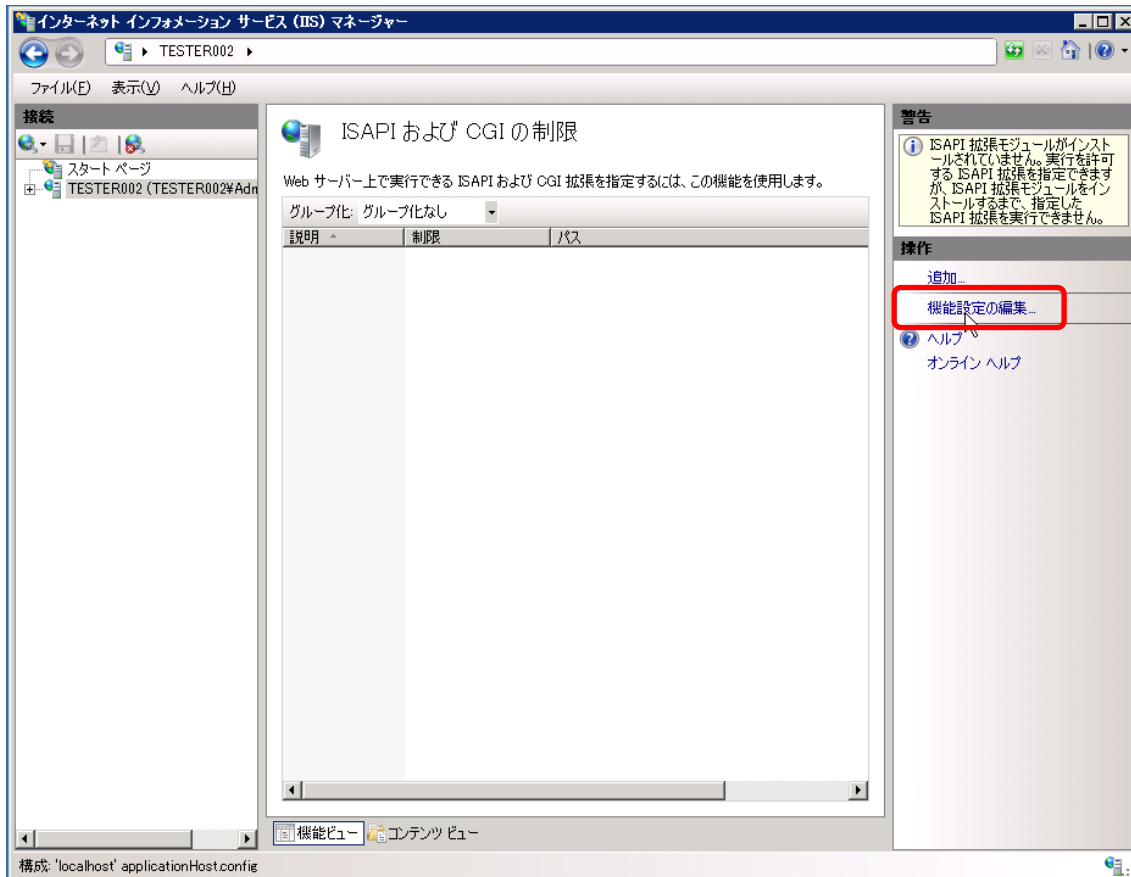 インターネット インフォメーション サービス (IIS) マネージャー
TESTER002
ファイル(F) 表示(V) ヘルプ(H)
接続
スタート ページ
TESTER002 (TESTER002¥Adm
ISAPI および CGI の制限
Web サーバー上で実行できる ISAPI および CGI 拡張を指定するには、この機能を使用します。
グループ化: グループ化なし
説明 制限 パス
警告
ISAPI 拡張モジュールがインスト
ールされていません。実行を許可
する ISAPI 拡張を指定できます
が、ISAPI 拡張モジュールをイン
ストールするまで、指定した
ISAPI 拡張を実行できません。
操作
追加...
機能設定の編集...
ヘルプ
オンライン ヘルプ
機能ビュー コンテンツ ビュー
構成: 'localhost' applicationHost.config